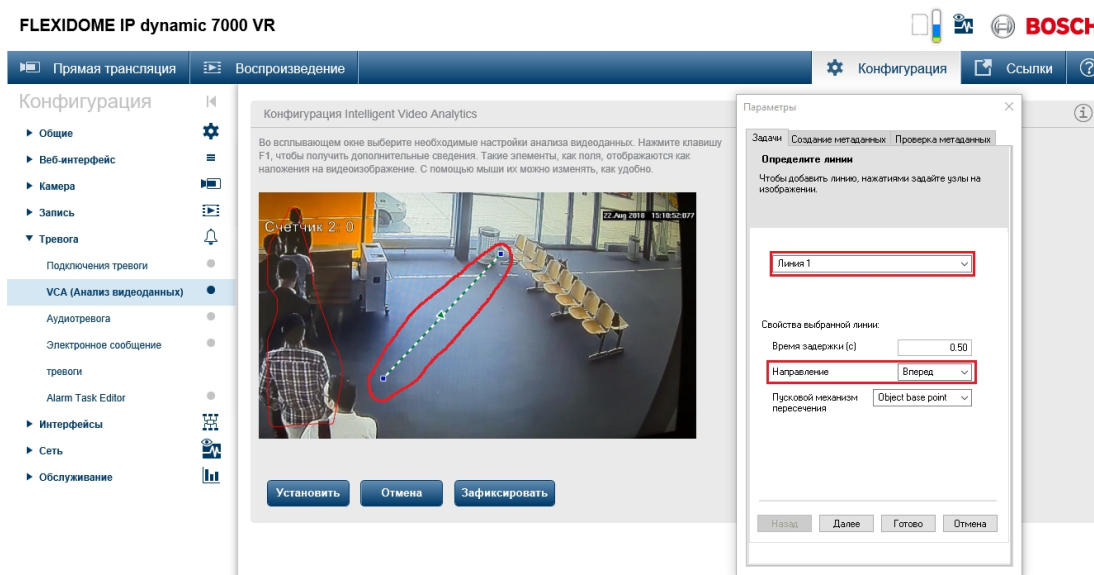 FLEXIDOME IP dynamic 7000 VR
BOSCH
Прямая трансляция
Воспроизведение
Конфигурация
Ссылки
Конфигурация
Общие
Веб-интерфейс
Камера
Запись
Тревога
Подключения тревоги
VCA (Анализ видеоданных)
Аудиотревога
Электронное сообщение
тревоги
Alarm Task Editor
Интерфейсы
Сеть
Обслуживание
Конфигурация Intelligent Video Analytics
Во всплывающем окне выберите необходимые настройки анализа видеоданных. Нажмите клавишу
F1, чтобы получить дополнительные сведения. Такие элементы, как поля, отображаются как
наложения на видеоизображение. С помощью мыши их можно изменять, как удобно.
Счетчик 2: 0
22.Aug 2018 15:10:52:077
Установить
Отмена
Зафиксировать
Параметры
Задачи
Создание метаданных
Проверка метаданных
Определите линии
Чтобы добавить линию, нажатиями задайте узлы на
изображении.
Линия 1
Свойства выбранной линии:
Время задержки (с)
0.50
Направление
Вперед
Пусковой механизм
пересечения
Object base point
Назад
Далее
Готово
Отмена